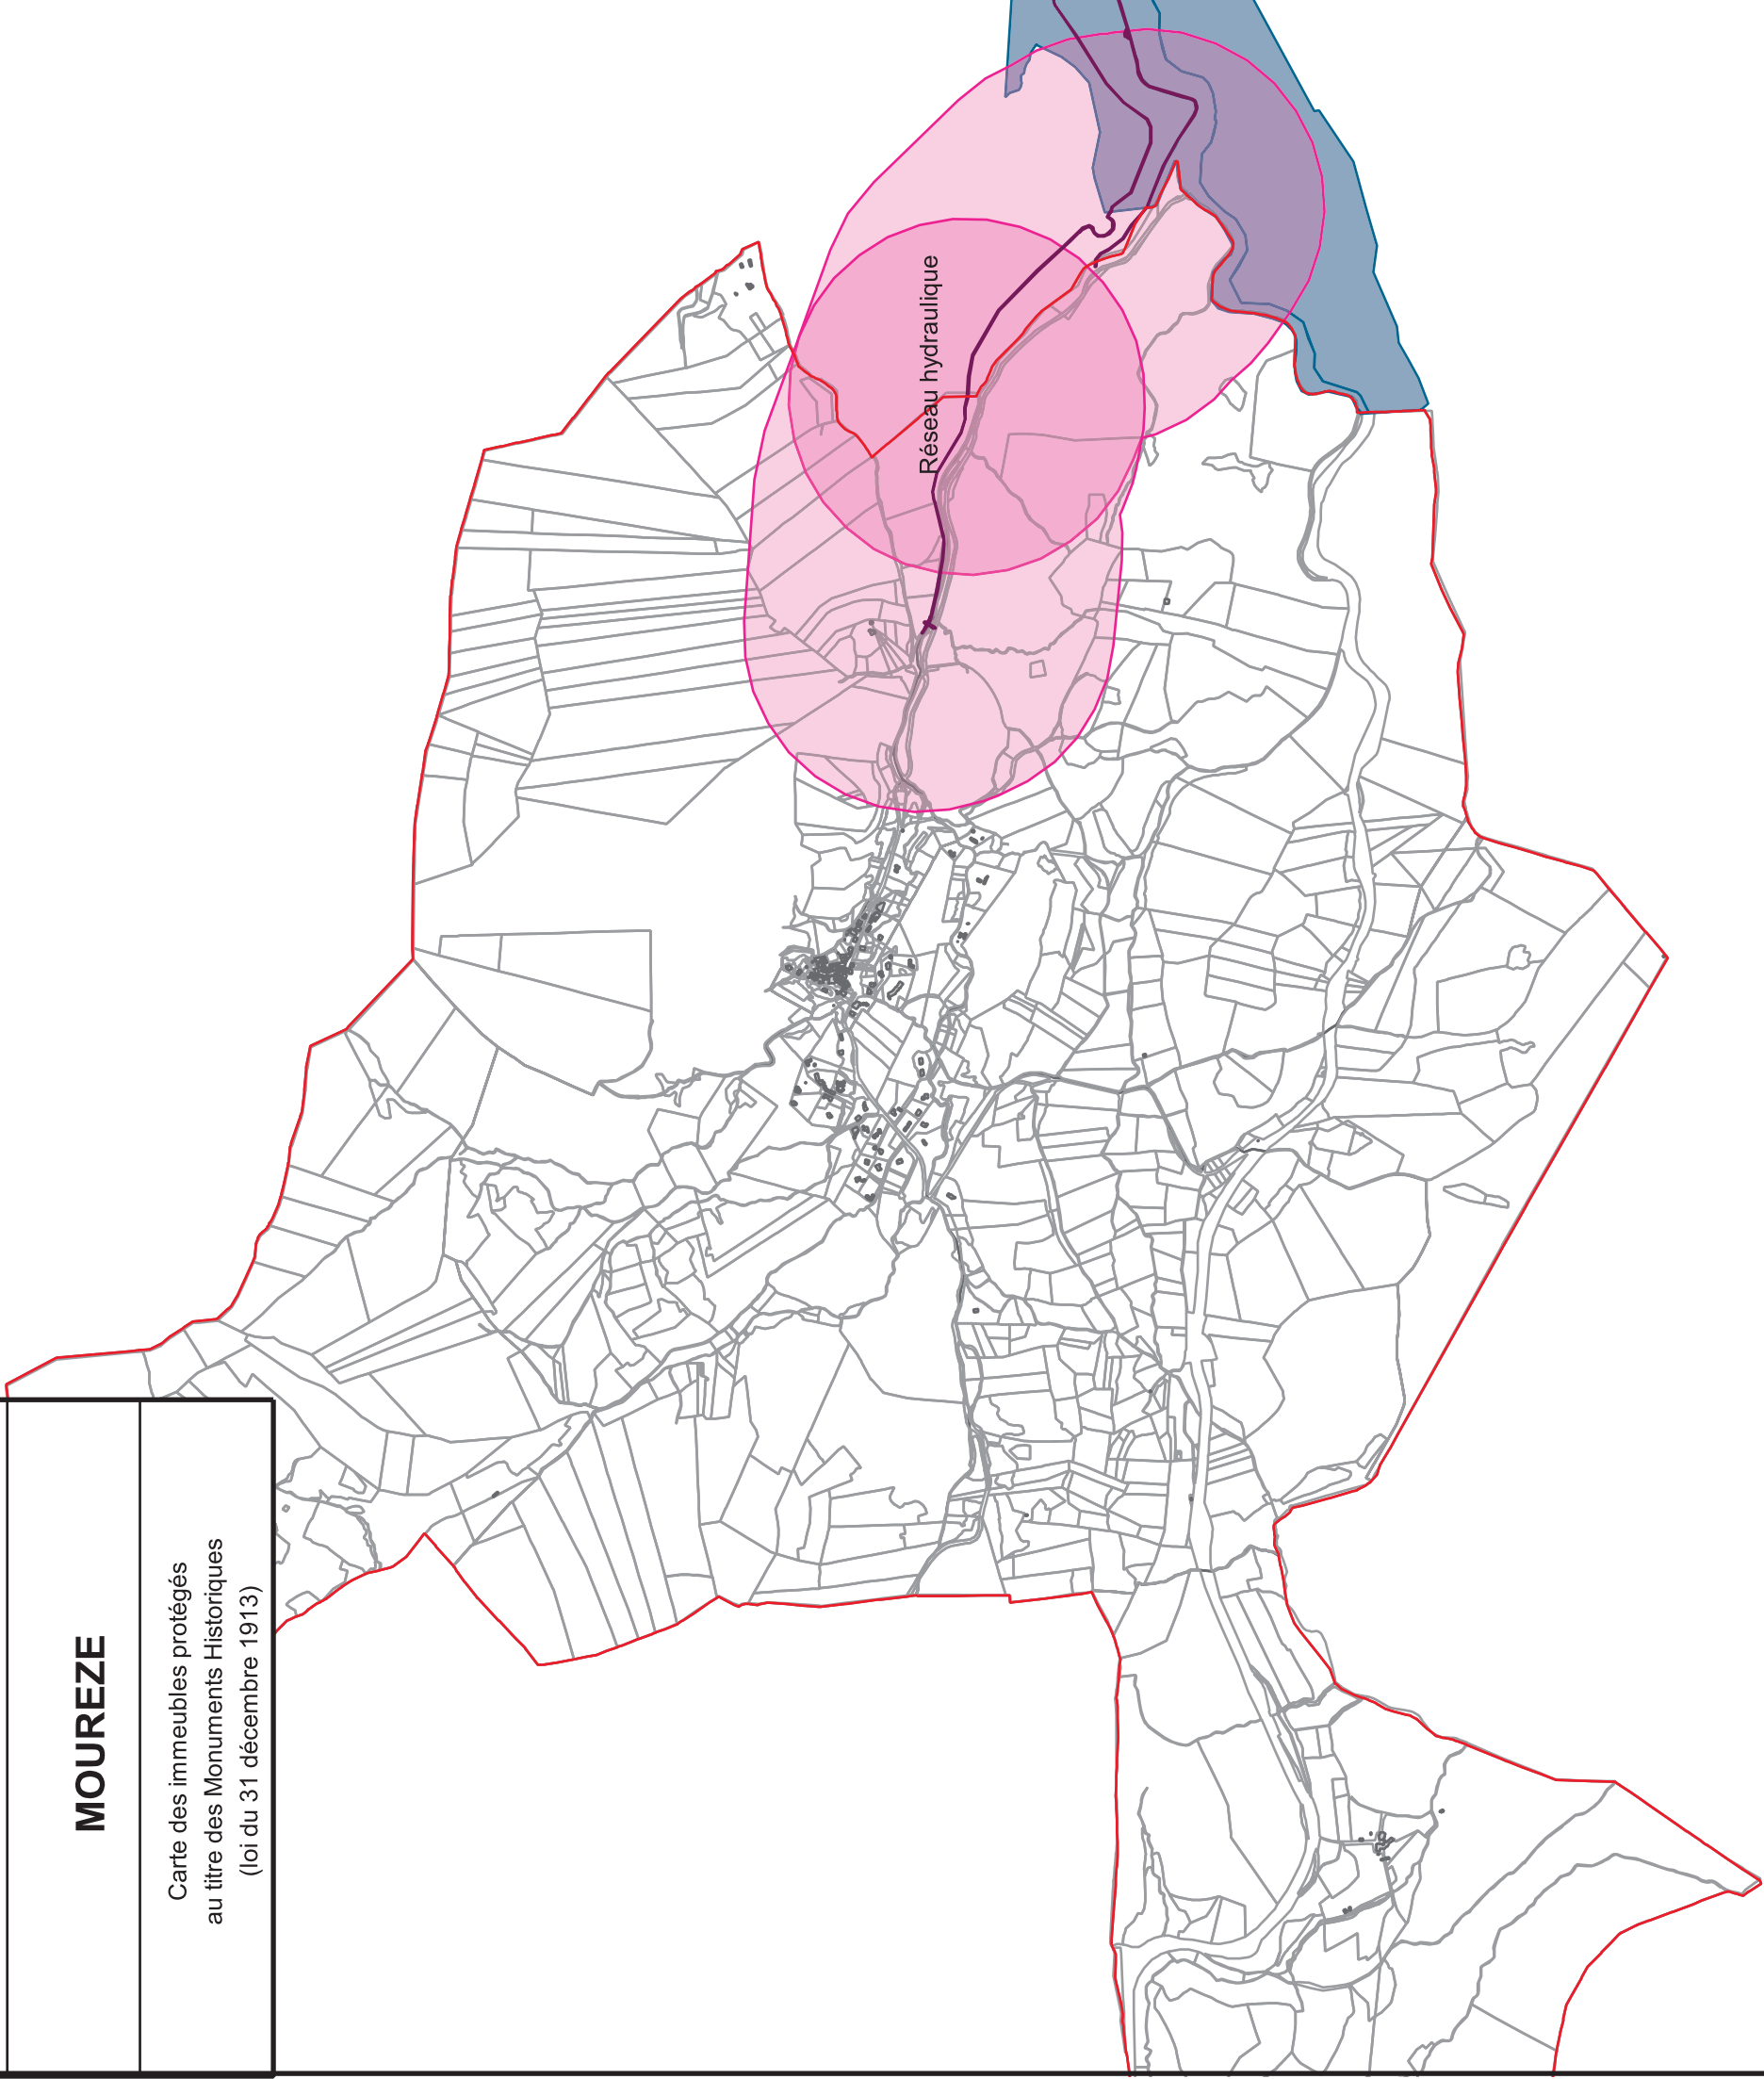 MOUREZE
Carte des immeubles protégés
au titre des Monuments Historiques
(loi du 31 décembre 1913)
Réseau hydraulique